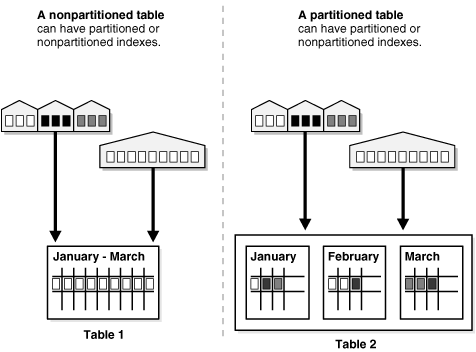 A nonpartitioned table
can have partitioned or
nonpartitioned indexes.
A partitioned table
can have partitioned or
nonpartitioned indexes.
January - March
Table 1
January
February
March
Table 2